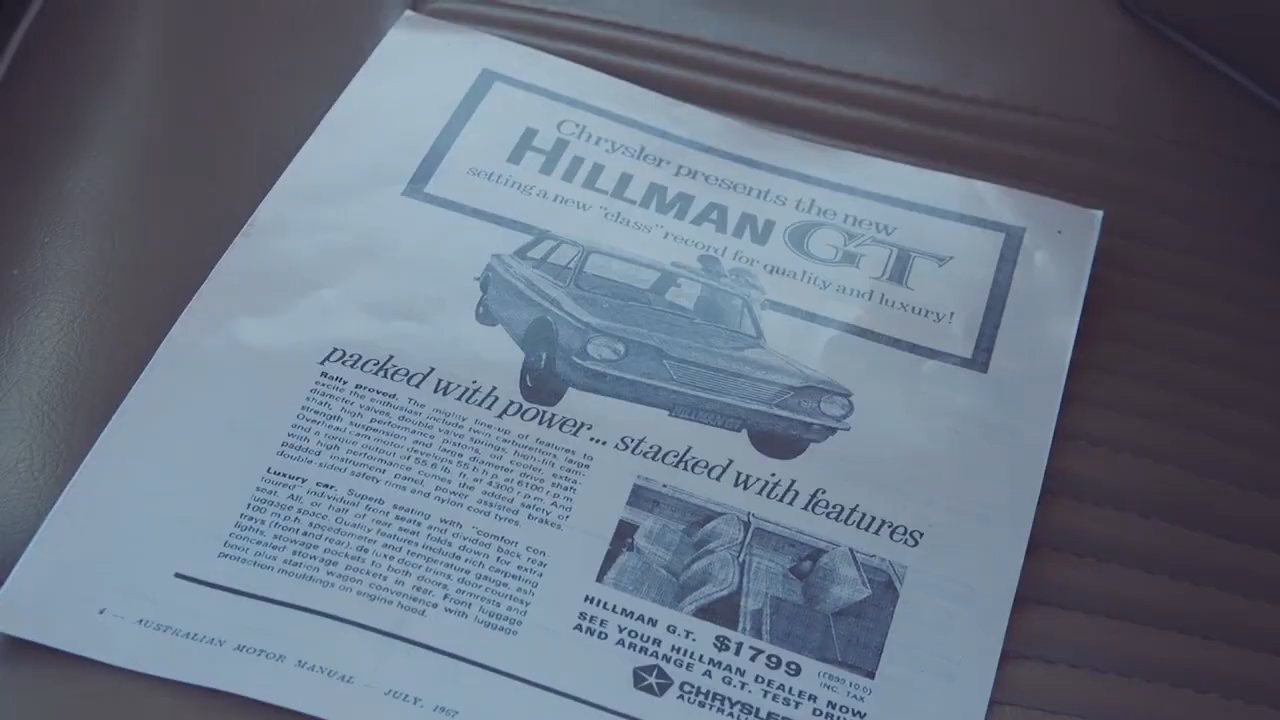 Chrysler presents the new
HILLMAN GT
setting a new "class" record for quality and luxury!
HILLMAN GT
packed with power... stacked with features
Rally proved. The mighty line-up of features to
excite the enthusiast include twin carburettors, large
diameter valves, double valve springs, high-lift cam-
shaft, high performance pistons, oil cooler, extra-
strength suspension and large diameter drive shaft.
Overhead cam motor develops 55 b.h.p. at 6100 r.p.m.
and a torque output of 55.6 lb. ft. at 4300 r.p.m. And
with high performance comes the added safety of
padded instrument panel, power assisted brakes,
double-sided safety rims and nylon cord tyres.
Luxury car. Superb seating with "comfort con-
toured" individual front seats and divided back rear
seat. All, or half of rear seat folds down for extra
luggage space. Quality features include rich carpeting
100 m.p.h. speedometer and temperature gauge, ash
trays (front and rear), de luxe door trims, door courtesy
lights, stowage pockets to both doors, armrests and
concealed stowage pockets in rear. Front luggage
boot plus station wagon convenience with luggage
protection mouldings on engine hood.
HILLMAN G.T. $1799 (£899.10.0) INC. TAX
SEE YOUR HILLMAN DEALER NOW
AND ARRANGE A G.T. TEST
CHRYSLER
4 — AUSTRALIAN MOTOR MANUAL — JULY, 1967